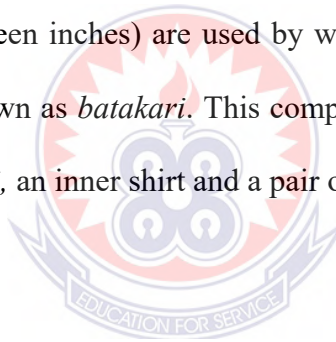 een inches) are used by w
wn as batakari. This comp
, an inner shirt and a pair o
EDUCATION FOR SERVICE